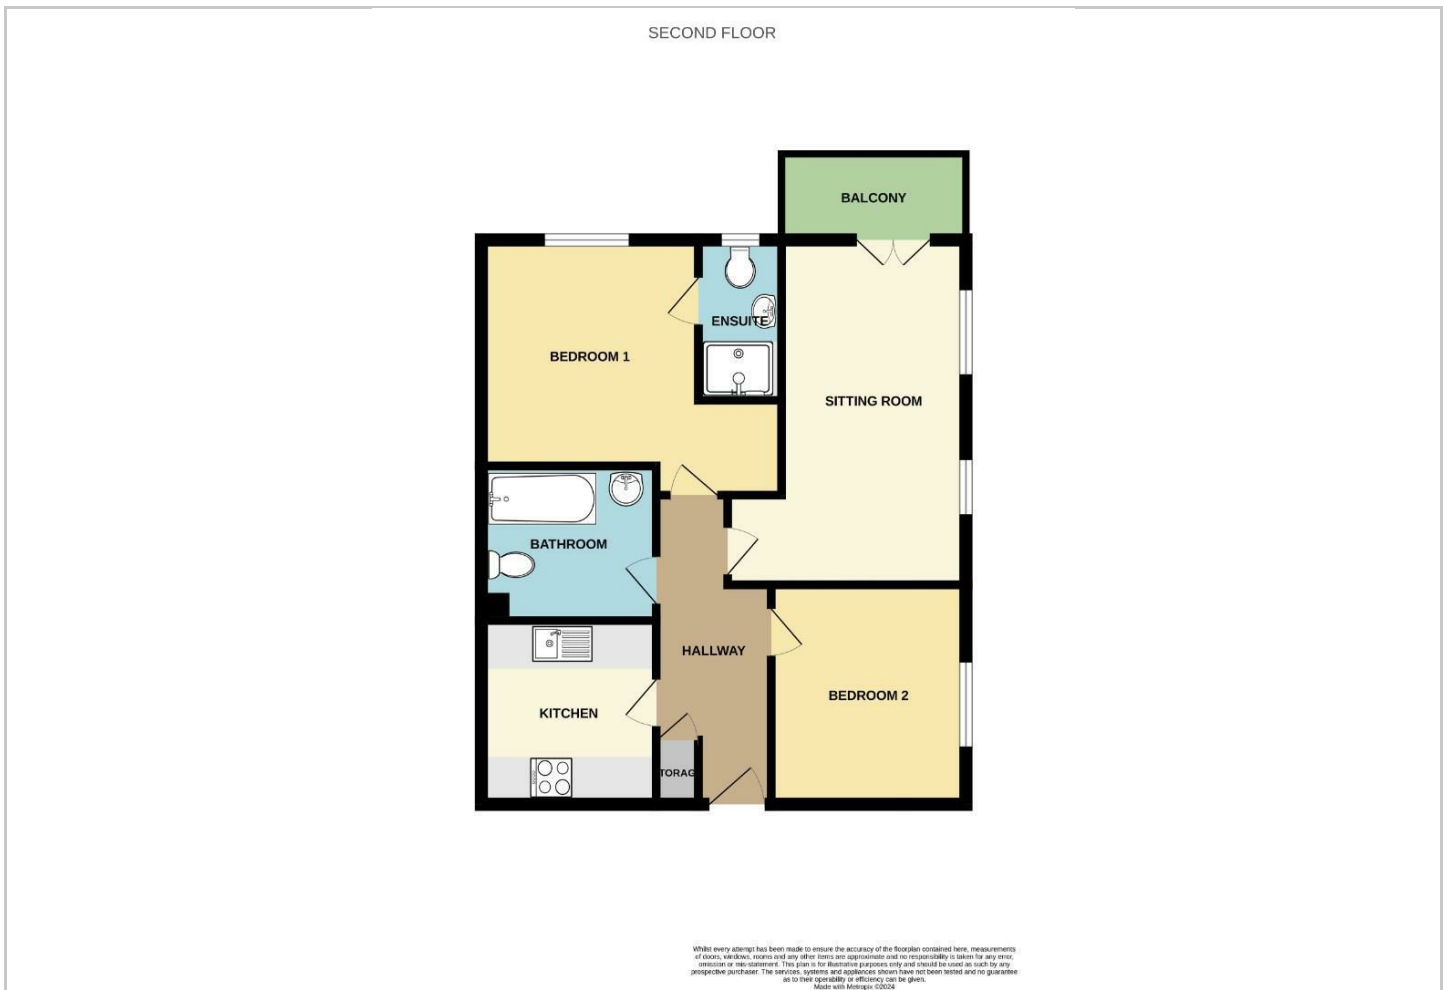 SECOND FLOOR
BALCONY
ENSUITE
BEDROOM 1
SITTING ROOM
BATHROOM
HALLWAY
BEDROOM 2
KITCHEN
TORAG
Whilst every attempt has been made to ensure the accuracy of the floorplan contained here, measurements
of doors, windows, rooms and any other items are approximate and no responsibility is taken for any error,
omission or mis-statement. This plan is for illustrative purposes only and should be used as such by any
prospective purchaser. The services, systems and appliances shown have not been tested and no guarantee
as to their operability or efficiency can be given.
Made with Metropix ©2024